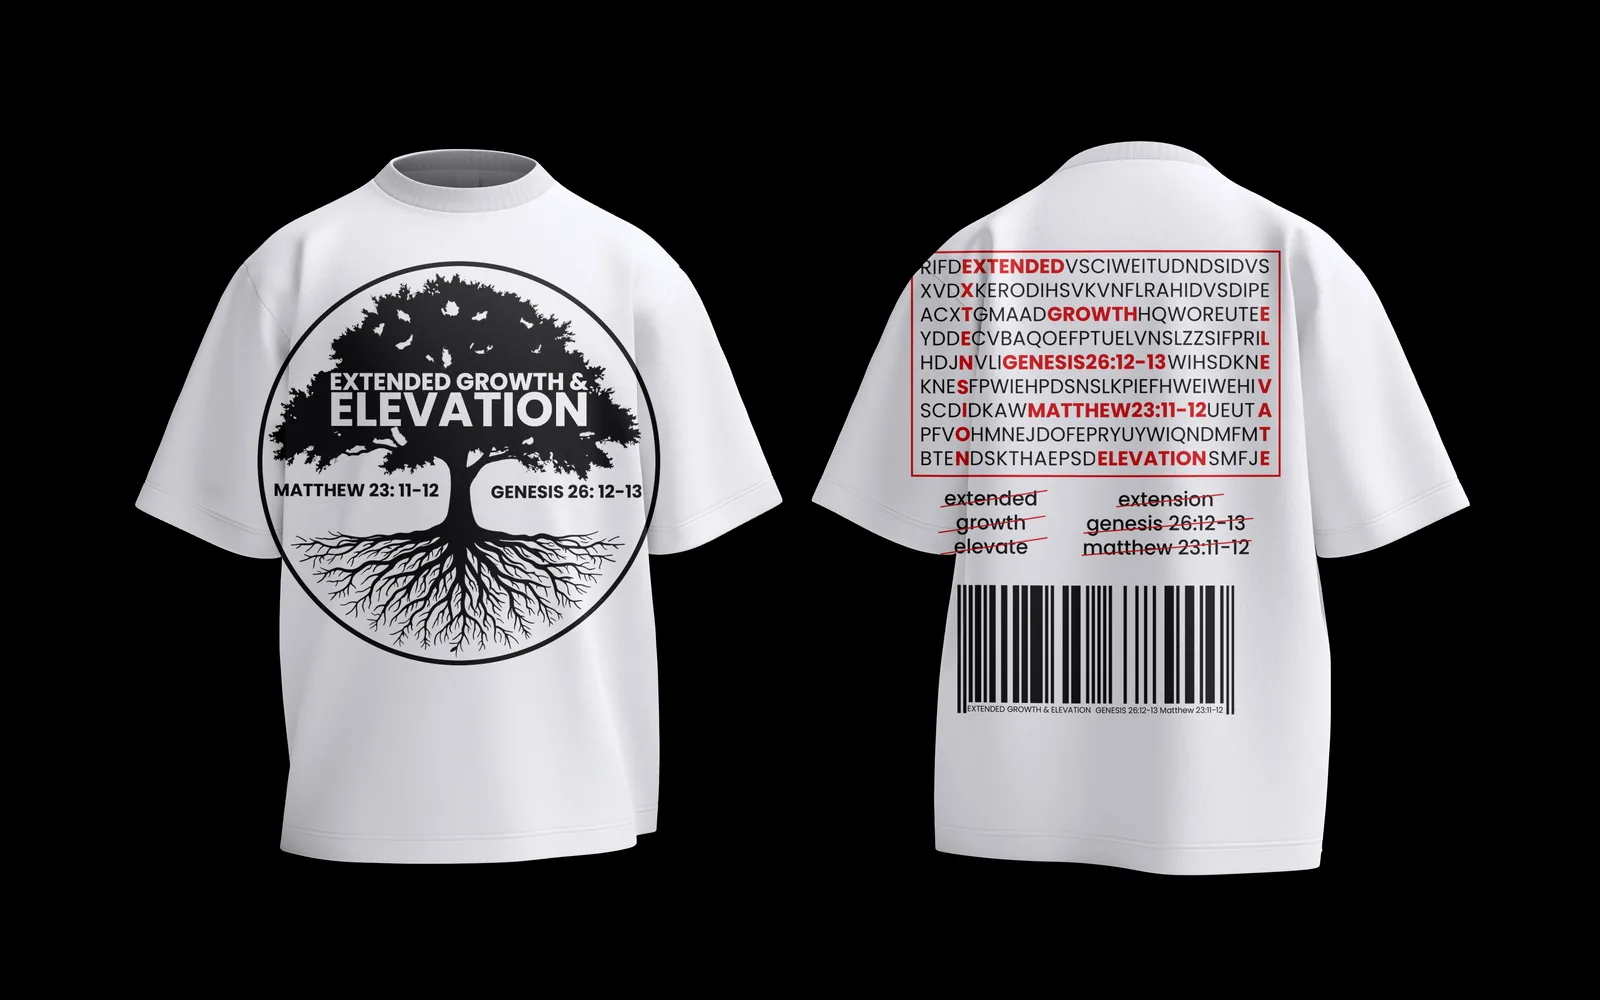 EXTENDED GROWTH &
ELEVATION
MATTHEW 23: 11-12
GENESIS 26: 12-13
RIFDEXTENDEDVSCIWEITUDNDSIDVS
XVDXKERODIHSVKVNFLRAHIDVSDIPE
ACXTGMAADGROWTHHQWOREUTEE
YDDECVBAQOEFPTUELVNSLZZSIFPRIL
HDJNVLIGENESIS26:12-13WIHSDKNE
KNESFPWIEHPDSNSLKPIEFHWEIWEHIV
SCDIDKAWMATTHEW23:11-12UEUTA
PFVOHMNEJDOFEPRYUYWIQNDMFMT
BTENDSKTHAEPSDELEVATIONSMFJE
extended
growth
elevate
extension
genesis 26:12-13
matthew 23:11-12
EXTENDED GROWTH & ELEVATION GENESIS 26:12-13 Matthew 23:11-12